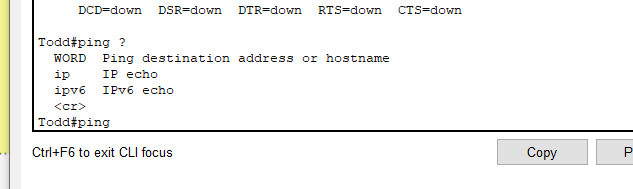 DCD=down  DSR=down  DTR=down  RTS=down  CTS=down
Todd#ping ?
  WORD  Ping destination address or hostname
  ip    IP echo
  ipv6  IPv6 echo
  <cr>
Todd#ping
Ctrl+F6 to exit CLI focus
Copy
P